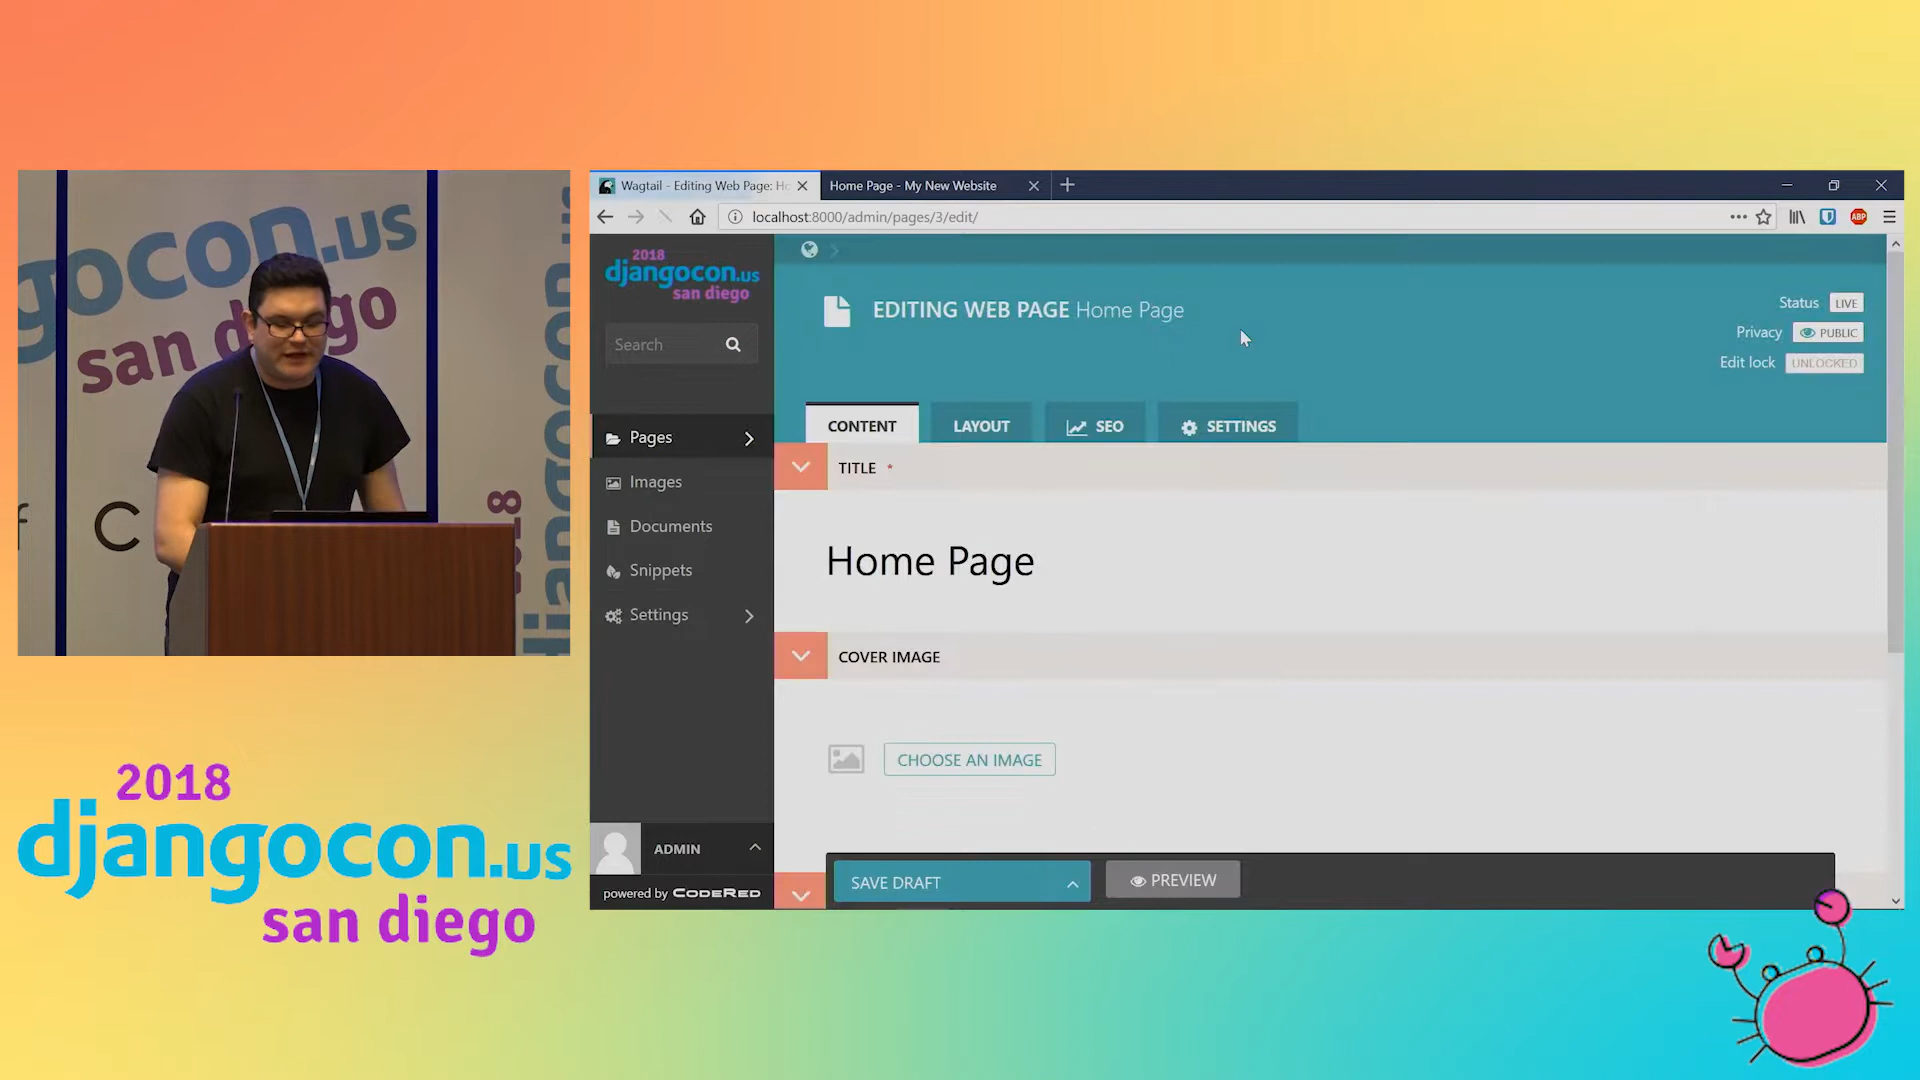 gocon.us
san diego
f C
2018
djangocon.us
2018
djangocon.us
san diego
Wagtail - Editing Web Page: Ho
Home Page - My New Website
localhost:8000/admin/pages/3/edit/
ABP
2018
djangocon.us
san diego
Search
Pages
Images
Documents
Snippets
Settings
ADMIN
powered by CODERED
EDITING WEB PAGE Home Page
Status LIVE
Privacy PUBLIC
Edit lock UNLOCKED
CONTENT
LAYOUT
SEO
SETTINGS
TITLE *
Home Page
COVER IMAGE
CHOOSE AN IMAGE
SAVE DRAFT
PREVIEW